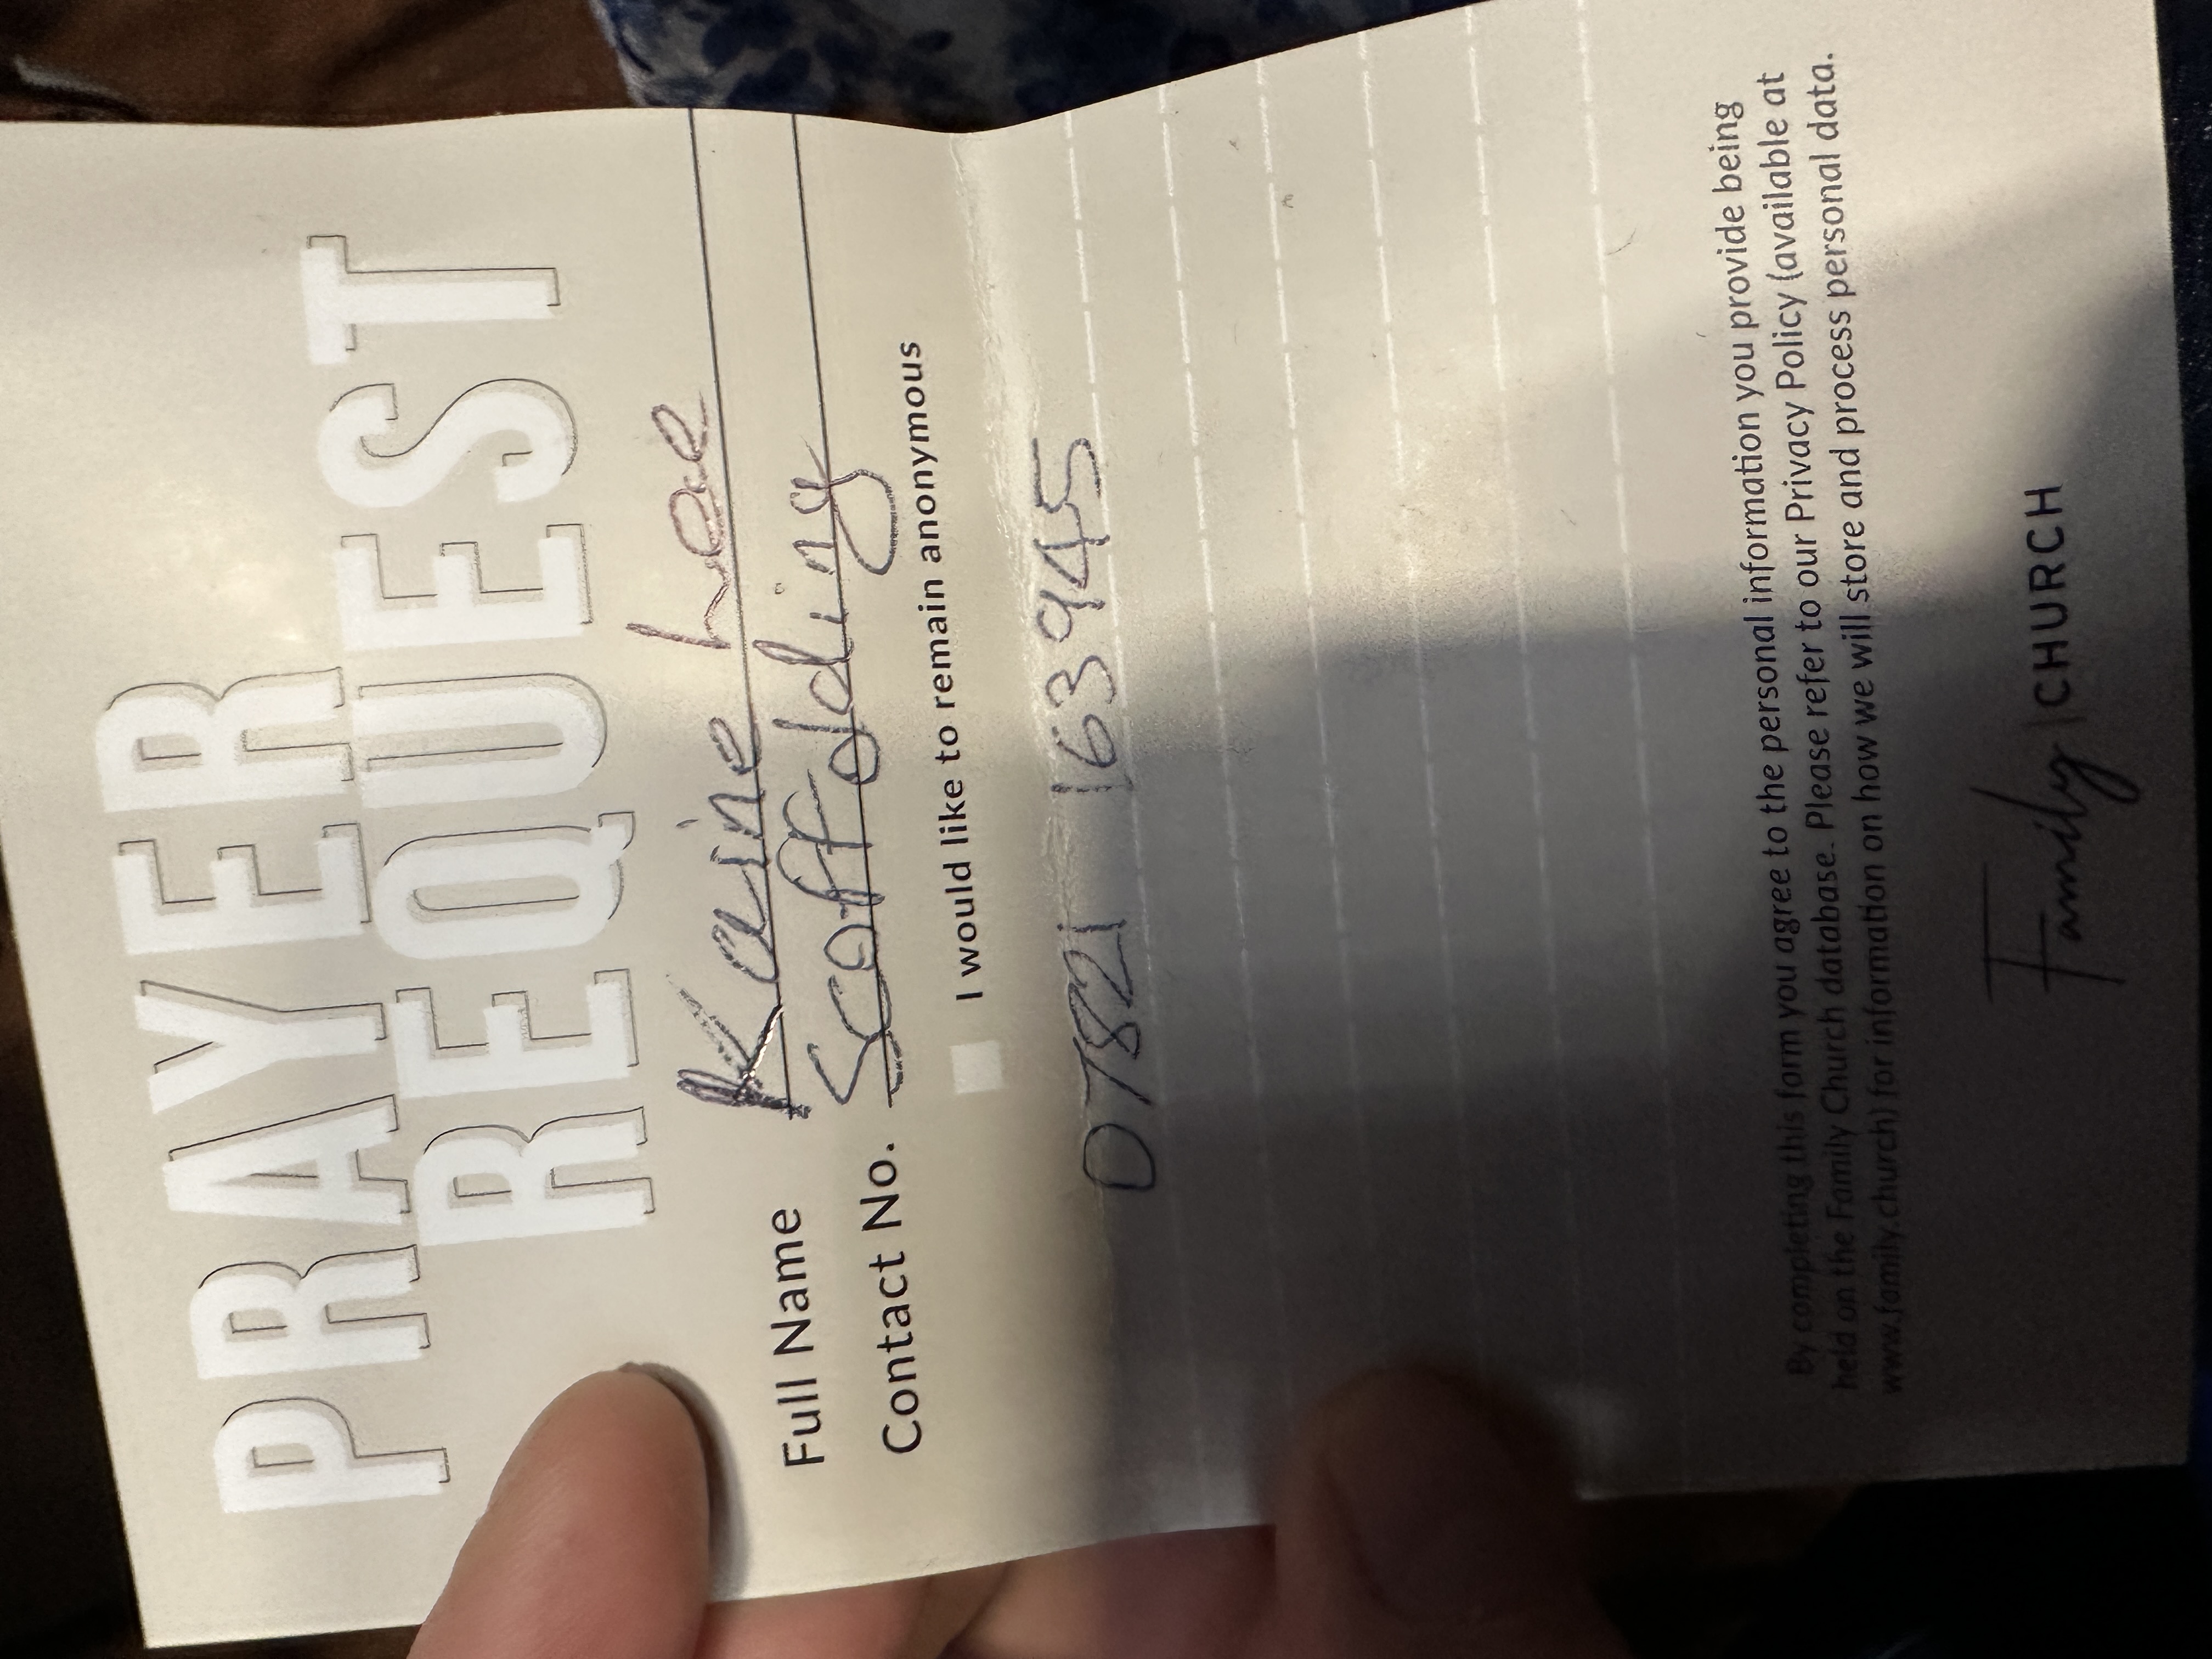 PRAYER
REQUEST
Full Name Kaine Lee
Contact No. Scaffolding
I would like to remain anonymous
07821 163945
By completing this form you agree to the personal information you provide being
held on the Family Church database. Please refer to our Privacy Policy (available at
www.family.church) for information on how we will store and process personal data.
Family | CHURCH